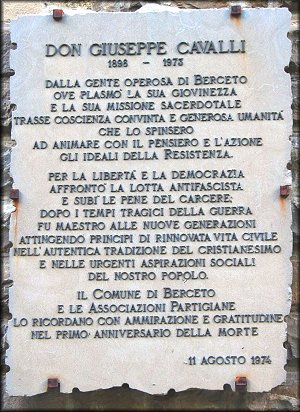 DON GIUSEPPE CAVALLI
1898 - 1973
DALLA GENTE OPEROSA DI BERCETO
OVE PLASMÒ LA SUA GIOVINEZZA
E LA SUA MISSIONE SACERDOTALE
TRASSE COSCIENZA CONVINTA E GENEROSA UMANITÁ
CHE LO SPINSERO
AD ANIMARE CON IL PENSIERO E L'AZIONE
GLI IDEALI DELLA RESISTENZA.
PER LA LIBERTÁ E LA DEMOCRAZIA
AFFRONTÒ LA LOTTA ANTIFASCISTA
E SUBÍ LE PENE DEL CARCERE;
DOPO I TEMPI TRAGICI DELLA GUERRA
FU MAESTRO ALLE NUOVE GENERAZIONI
ATTINGENDO PRINCIPI DI RINNOVATA VITA CIVILE
NELL'AUTENTICA TRADIZIONE DEL CRISTIANESIMO
E NELLE URGENTI ASPIRAZIONI SOCIALI
DEL NOSTRO POPOLO.
IL COMUNE DI BERCETO
E LE ASSOCIAZIONI PARTIGIANE
LO RICORDANO CON AMMIRAZIONE E GRATITUDINE
NEL PRIMO ANNIVERSARIO DELLA MORTE
11 AGOSTO 1974